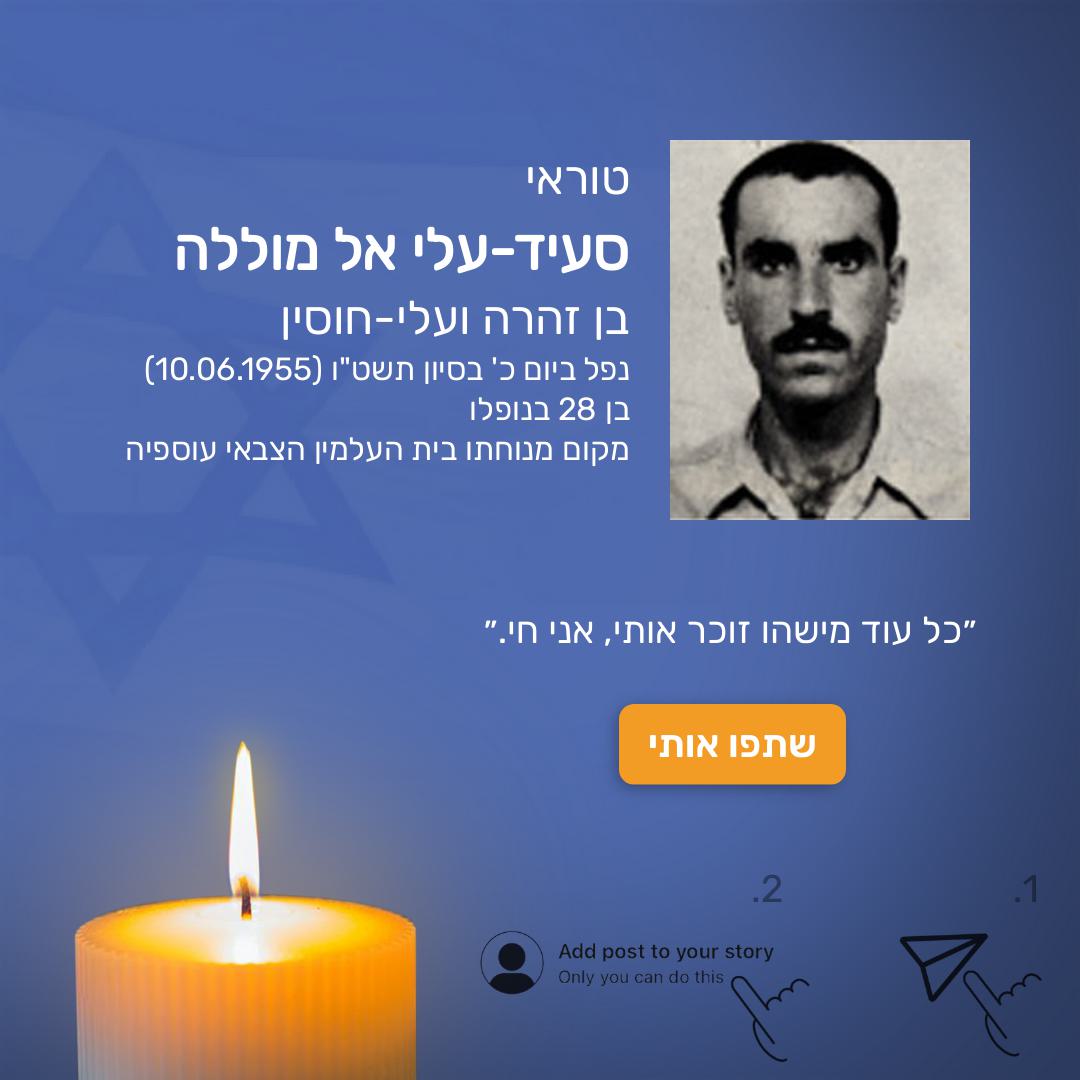 טוראי
סעיד-עלי אל מוללה
בן זהרה ועלי-חוסין
נפל ביום כ' בסיון תשט"ו (10.06.1955)
בן 28 בנופלו
מקום מנוחתו בית העלמין הצבאי עוספיה
״כל עוד מישהו זוכר אותי, אני חי.״
שתפו אותי
1.
2.
Add post to your story
Only you can do this